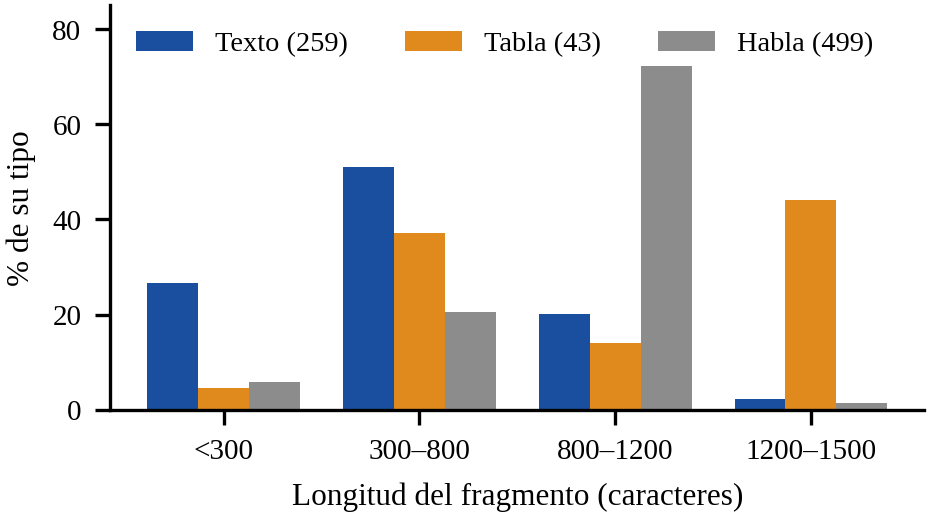 80
Texto (259) Tabla (43) Habla (499)
60
% de su tipo
40
20
0
<300 300–800 800–1200 1200–1500
Longitud del fragmento (caracteres)